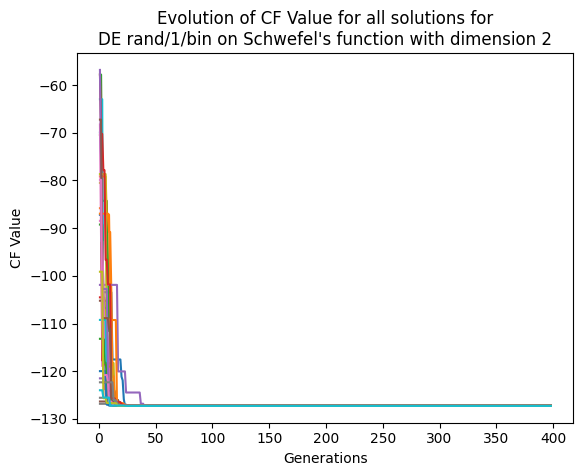 Evolution of CF Value for all solutions for
DE rand/1/bin on Schwefel's function with dimension 2
CF Value
−60
−70
−80
−90
−100
−110
−120
−130
0 50 100 150 200 250 300 350 400
Generations